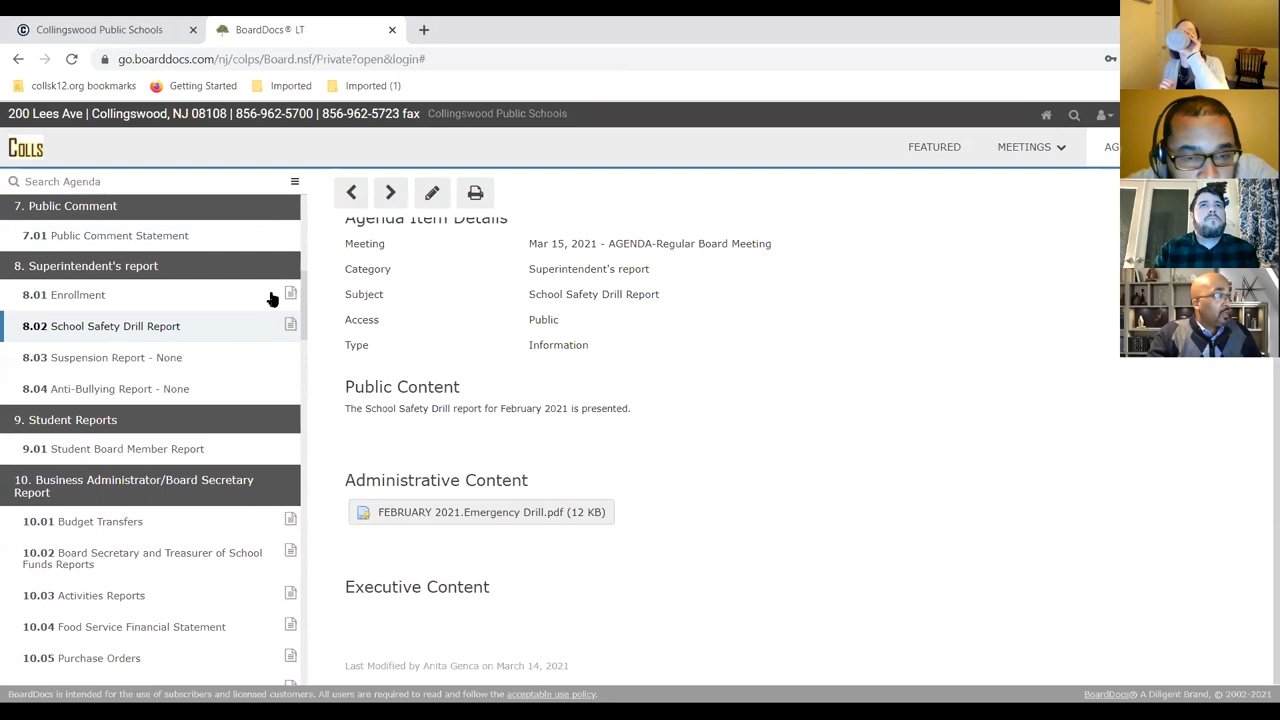 Collingswood Public Schools
BoardDocs® LT
go.boarddocs.com/nj/colps/Board.nsf/Private?open&login#
collsk12.org bookmarks
Getting Started
Imported
Imported (1)
200 Lees Ave | Collingswood, NJ 08108 | 856-962-5700 | 856-962-5723 fax
Collingswood Public Schools
COLLS
FEATURED
MEETINGS
AG
Search Agenda
7. Public Comment
7.01 Public Comment Statement
8. Superintendent's report
8.01 Enrollment
8.02 School Safety Drill Report
8.03 Suspension Report - None
8.04 Anti-Bullying Report - None
9. Student Reports
9.01 Student Board Member Report
10. Business Administrator/Board Secretary
Report
10.01 Budget Transfers
10.02 Board Secretary and Treasurer of School
Funds Reports
10.03 Activities Reports
10.04 Food Service Financial Statement
10.05 Purchase Orders
Agenda Item Details
Meeting
Mar 15, 2021 - AGENDA-Regular Board Meeting
Category
Superintendent's report
Subject
School Safety Drill Report
Access
Public
Type
Information
Public Content
The School Safety Drill report for February 2021 is presented.
Administrative Content
FEBRUARY 2021.Emergency Drill.pdf (12 KB)
Executive Content
Last Modified by Anita Genca on March 14, 2021
BoardDocs is intended for the use of subscribers and licensed customers. All users are required to read and follow the acceptable use policy.
BoardDocs® A Diligent Brand, © 2002-2021